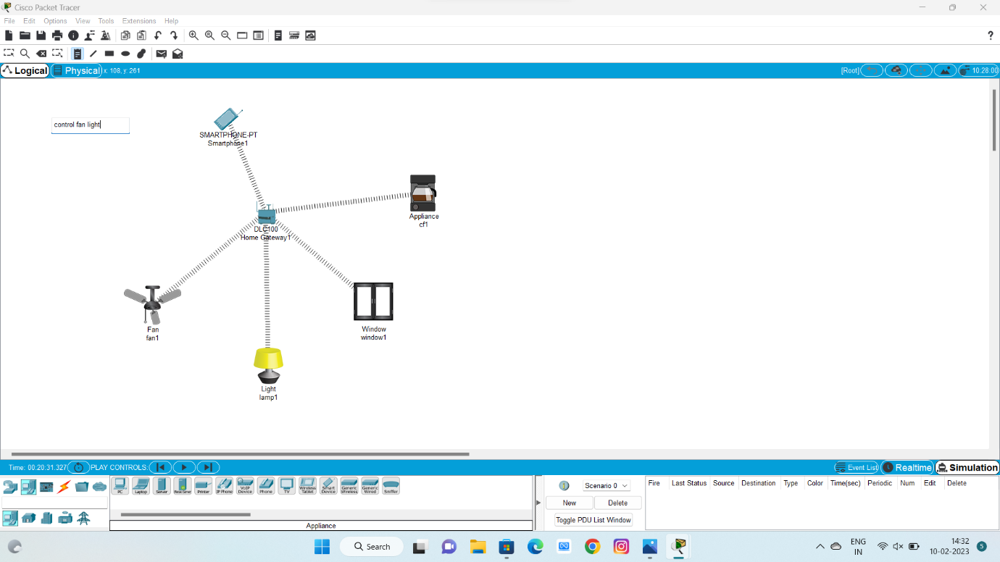 Cisco Packet Tracer
File Edit Options View Tools Extensions Help
?
Logical Physical x: 108, y: 261 [Root] 10:28:00
control fan light
SMARTPHONE-PT
Smartphone1
Appliance
cf1
DLC100
Home Gateway1
Fan
fan1
Window
window1
Light
lamp1
Time: 00:20:31.327 PLAY CONTROLS: Event List Realtime Simulation
PC Laptop Server Printer IP Phone VoIP Device Phone TV Wireless Tablet Smart Device Generic Wireless Generic Wired Sniffer
Appliance
Scenario 0
New Delete
Toggle PDU List Window
Fire Last Status Source Destination Type Color Time(sec) Periodic Num Edit Delete
Search
ENG
IN
14:32
10-02-2023
5